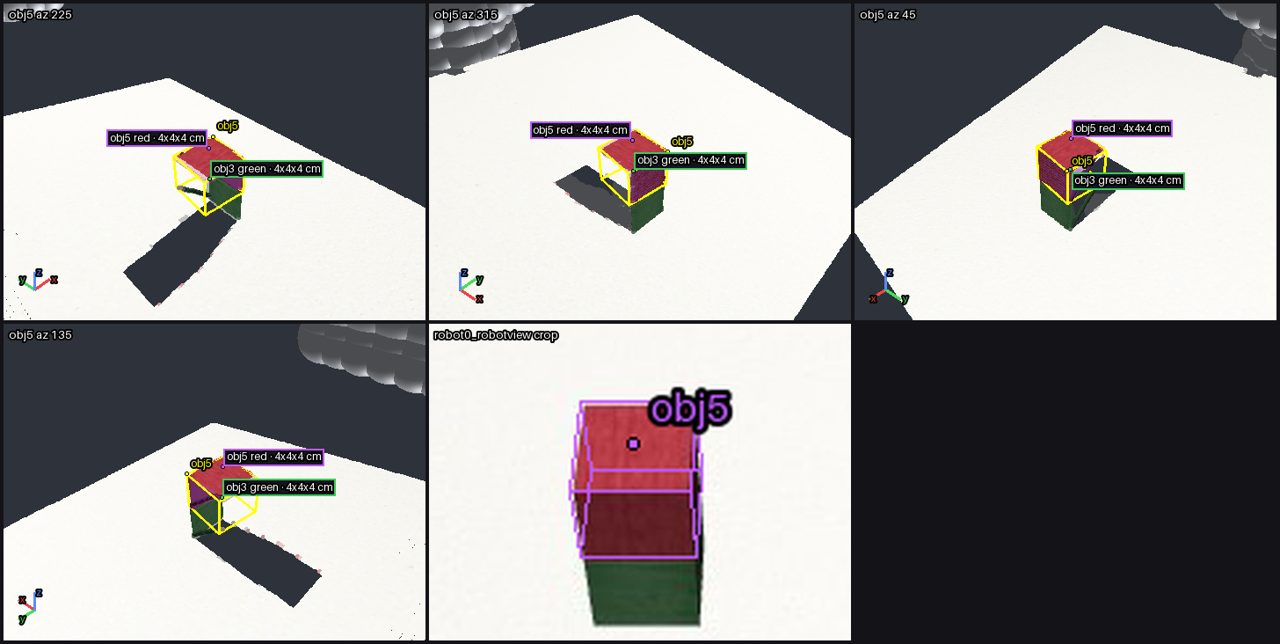 obj5 az 225
obj5
obj5 red · 4x4x4 cm
obj3 green · 4x4x4 cm
z
y
x
obj5 az 315
obj5 red · 4x4x4 cm
obj5
obj3 green · 4x4x4 cm
z
y
x
obj5 az 45
obj5 red · 4x4x4 cm
obj5
obj3 green · 4x4x4 cm
z
x
y
obj5 az 135
obj5 red · 4x4x4 cm
obj5
obj3 green · 4x4x4 cm
z
x
y
robot0_robotview crop
obj5